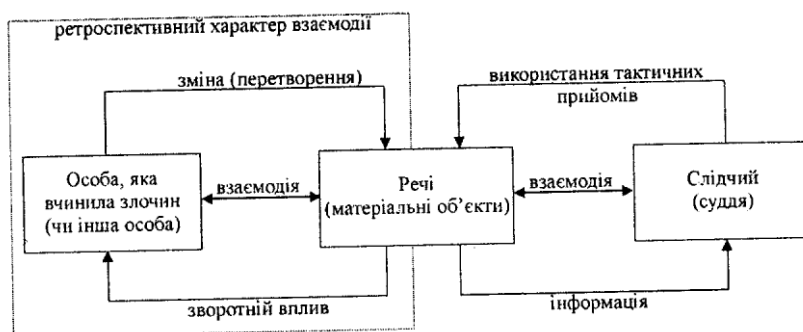 ретроспективний характер взаємодії
зміна (перетворення)
використання тактичних
прийомів
Особа, яка
вчинила злочин
(чи інша особа)
взаємодія
Речі
(матеріальні об’єкти)
взаємодія
Слідчий
(суддя)
зворотній вплив
інформація